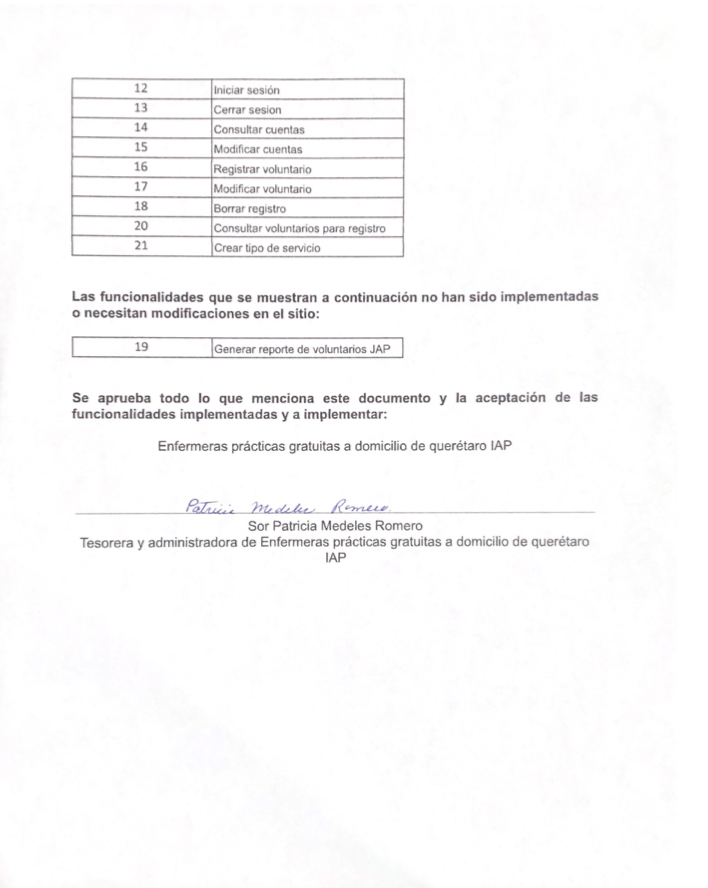 12 Iniciar sesión
13 Cerrar sesion
14 Consultar cuentas
15 Modificar cuentas
16 Registrar voluntario
17 Modificar voluntario
18 Borrar registro
20 Consultar voluntarios para registro
21 Crear tipo de servicio
Las funcionalidades que se muestran a continuación no han sido implementadas
o necesitan modificaciones en el sitio:
19 Generar reporte de voluntarios JAP
Se aprueba todo lo que menciona este documento y la aceptación de las
funcionalidades implementadas y a implementar:
Enfermeras prácticas gratuitas a domicilio de querétaro IAP
Patricia Medeles Romero
Sor Patricia Medeles Romero
Tesorera y administradora de Enfermeras prácticas gratuitas a domicilio de querétaro
IAP